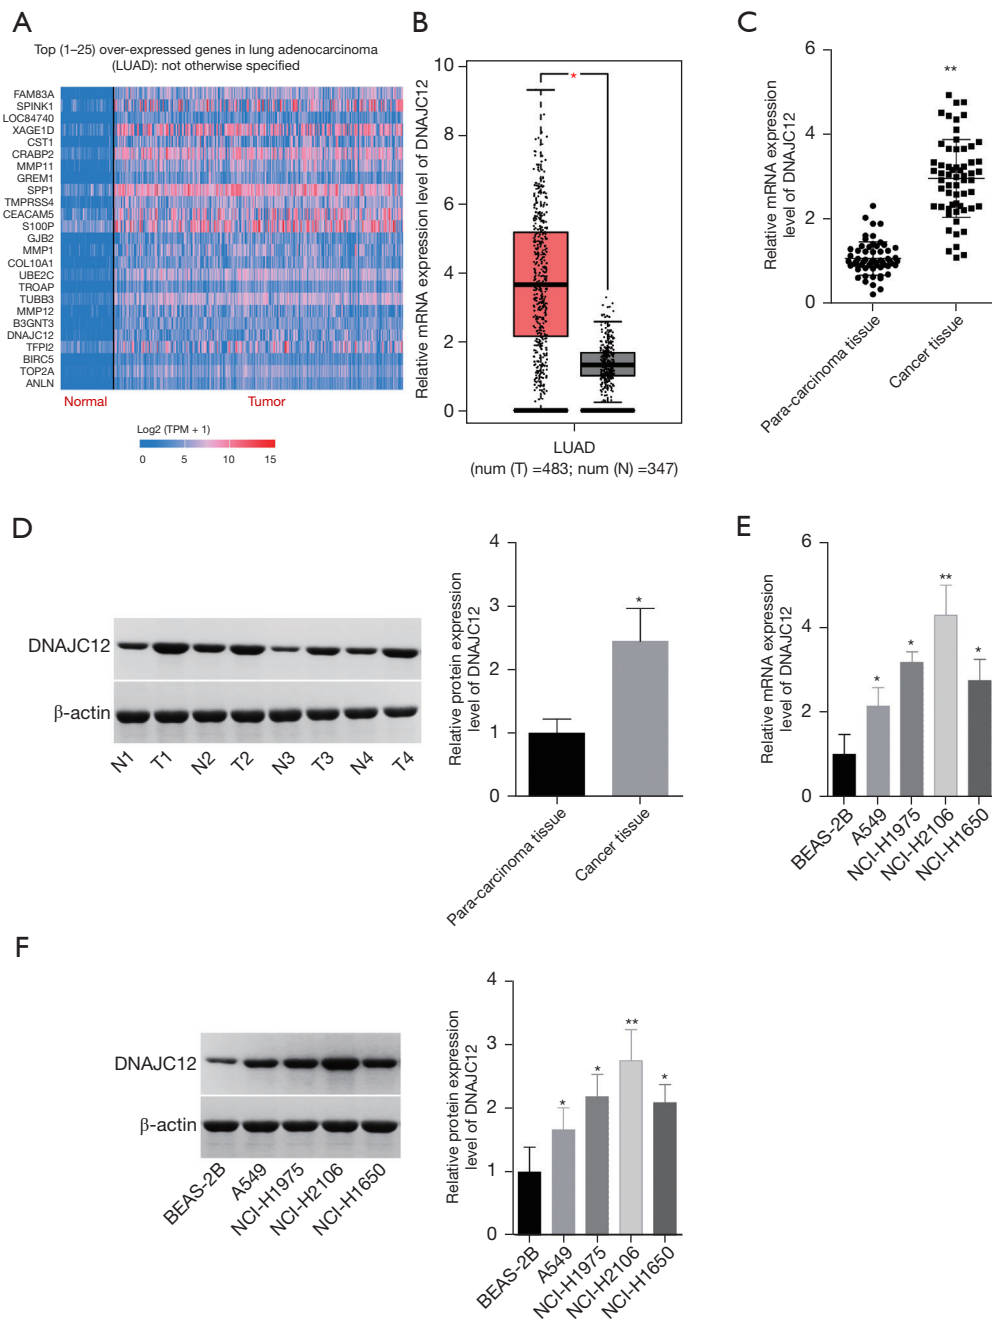 A
Top (1–25) over-expressed genes in lung adenocarcinoma
(LUAD): not otherwise specified
FAM83A
SPINK1
LOC84740
XAGE1D
CST1
CRABP2
MMP11
GREM1
SPP1
TMPRSS4
CEACAM5
S100P
GJB2
MMP1
COL10A1
UBE2C
TROAP
TUBB3
MMP12
B3GNT3
DNAJC12
TFPI2
BIRC5
TOP2A
ANLN
Normal Tumor
Log2 (TPM + 1)
0 5 10 15
B
Relative mRNA expression level of DNAJC12
10
8
6
4
2
0
*
LUAD
(num (T) =483; num (N) =347)
C
Relative mRNA expression
level of DNAJC12
6
4
2
0
**
Para-carcinoma tissue
Cancer tissue
D
DNAJC12
β-actin
N1 T1 N2 T2 N3 T3 N4 T4
Relative protein expression
level of DNAJC12
4
3
2
1
0
*
Para-carcinoma tissue
Cancer tissue
E
Relative mRNA expression
level of DNAJC12
6
4
2
0
* * ** *
BEAS-2B
A549
NCI-H1975
NCI-H2106
NCI-H1650
F
DNAJC12
β-actin
BEAS-2B
A549
NCI-H1975
NCI-H2106
NCI-H1650
Relative protein expression
level of DNAJC12
4
3
2
1
0
* * ** *
BEAS-2B
A549
NCI-H1975
NCI-H2106
NCI-H1650